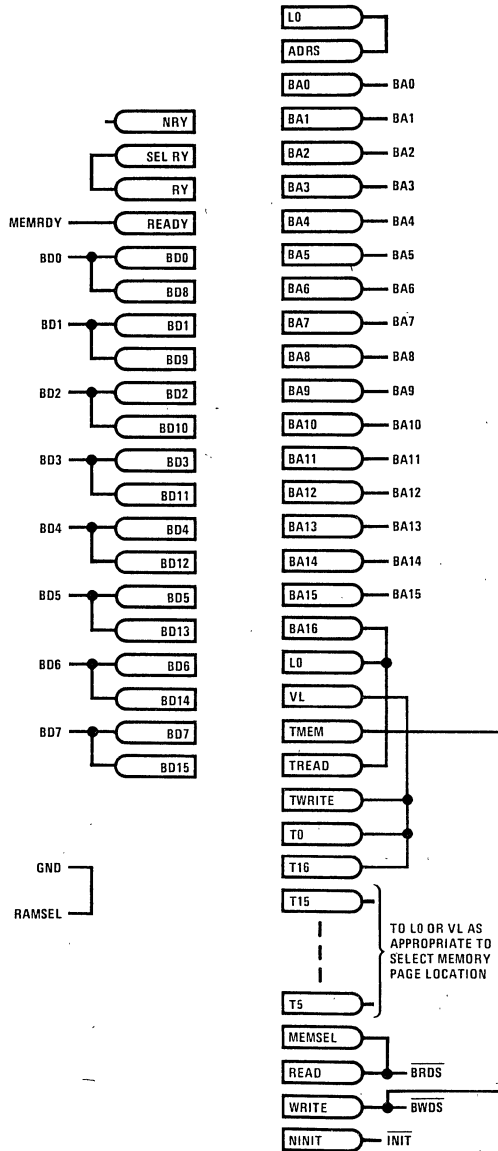 L0
ADRS
BA0 BA0
NRY BA1 BA1
SEL RY BA2 BA2
RY BA3 BA3
MEMRDY READY BA4 BA4
BD0 BD0 BA5 BA5
BD8 BA6 BA6
BD1 BD1 BA7 BA7
BD9 BA8 BA8
BD2 BD2 BA9 BA9
BD10 BA10 BA10
BD3 BD3 BA11 BA11
BD11 BA12 BA12
BD4 BD4 BA13 BA13
BD12 BA14 BA14
BD5 BD5 BA15 BA15
BD13 BA16
BD6 BD6 L0
BD14 VL
BD7 BD7 TMEM
BD15 TREAD
TWRITE
T0
GND T16
RAMSEL T15
TO L0 OR VL AS
APPROPRIATE TO
SELECT MEMORY
PAGE LOCATION
T5
MEMSEL
READ BRDS
WRITE BWDS
NINIT INIT